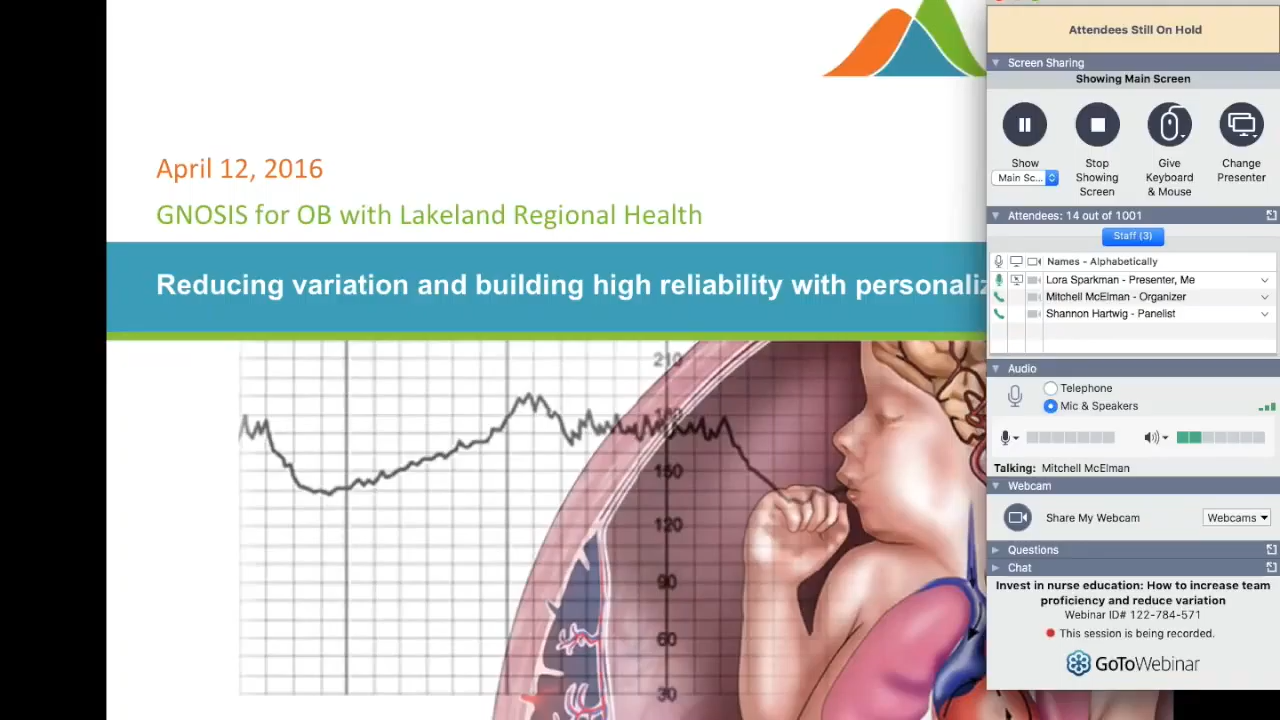 April 12, 2016
GNOSIS for OB with Lakeland Regional Health
Reducing variation and building high reliability with personaliz
210
180
150
120
90
60
30
Attendees Still On Hold
Screen Sharing
Showing Main Screen
Show
Main Sc...
Stop
Showing
Screen
Give
Keyboard
& Mouse
Change
Presenter
Attendees: 14 out of 1001
Staff (3)
Names - Alphabetically
Lora Sparkman - Presenter, Me
Mitchell McElman - Organizer
Shannon Hartwig - Panelist
Audio
Telephone
Mic & Speakers
Talking: Mitchell McElman
Webcam
Share My Webcam
Webcams
Questions
Chat
Invest in nurse education: How to increase team
proficiency and reduce variation
Webinar ID# 122-784-571
This session is being recorded.
GoToWebinar